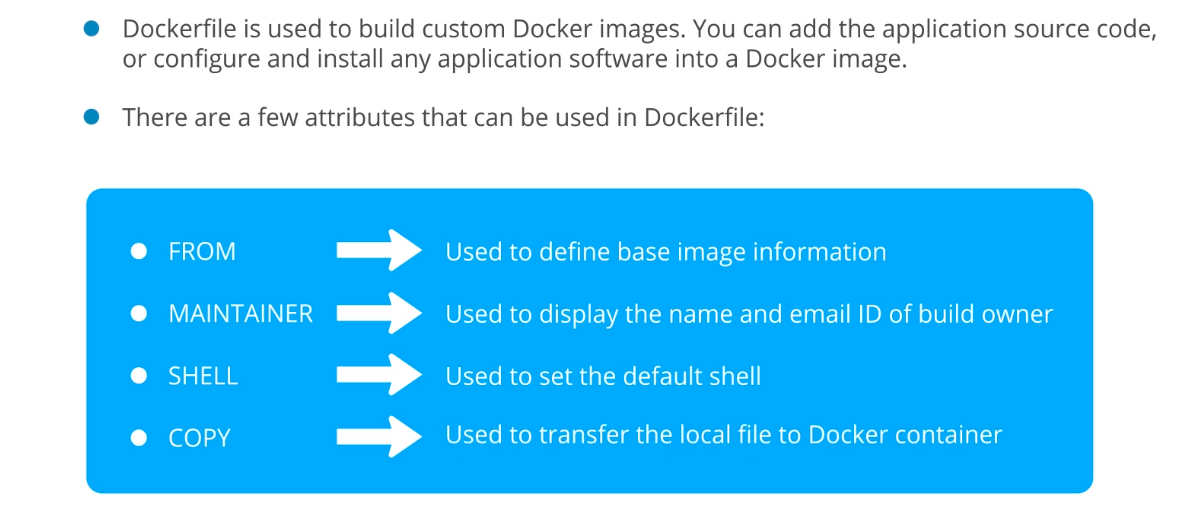 Dockerfile is used to build custom Docker images. You can add the application source code,
or configure and install any application software into a Docker image.
There are a few attributes that can be used in Dockerfile:
FROM Used to define base image information
MAINTAINER Used to display the name and email ID of build owner
SHELL Used to set the default shell
COPY Used to transfer the local file to Docker container